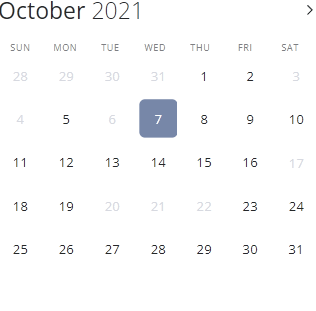 October 2021
SUN MON TUE WED THU FRI SAT
28 29 30 31 1 2 3
4 5 6 7 8 9 10
11 12 13 14 15 16 17
18 19 20 21 22 23 24
25 26 27 28 29 30 31